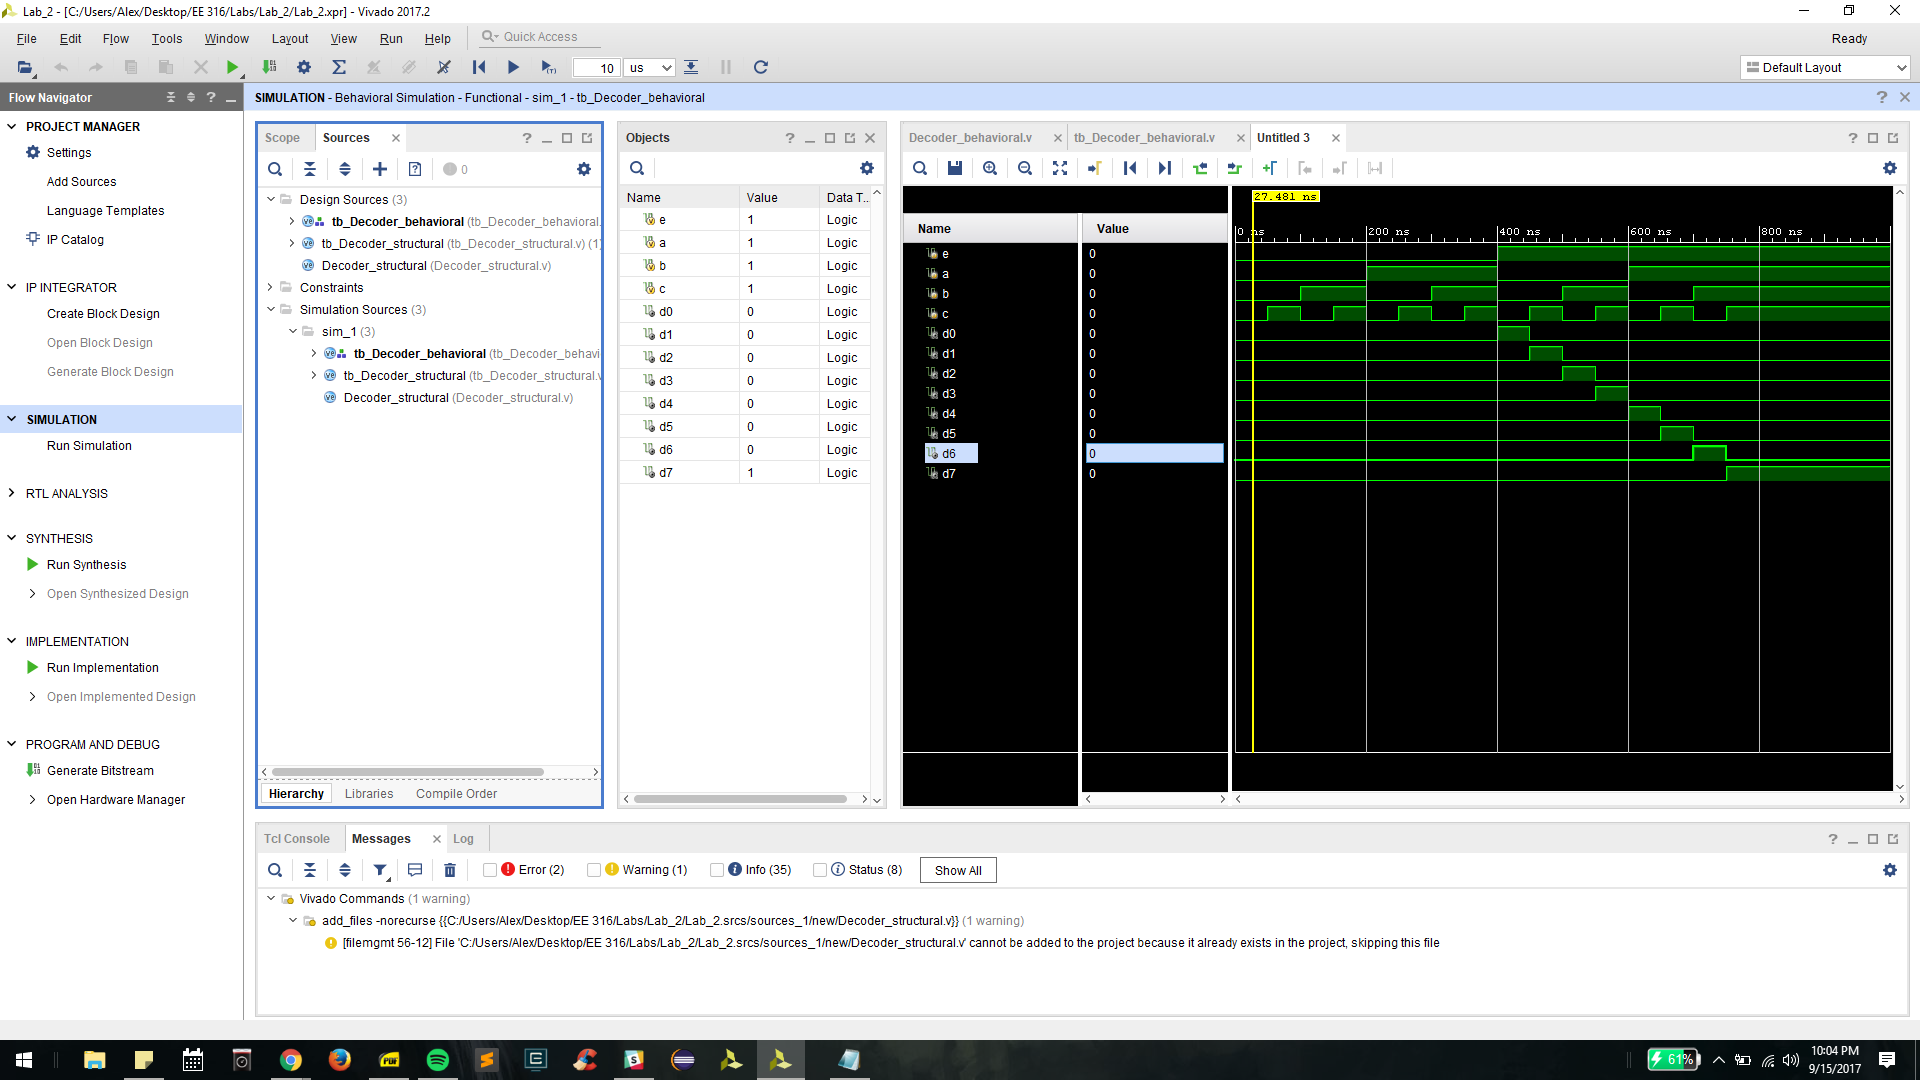 Lab_2 - [C:/Users/Alex/Desktop/EE 316/Labs/Lab_2/Lab_2.xpr] - Vivado 2017.2
File Edit Flow Tools Window Layout View Run Help Quick Access Ready
10 us Default Layout
Flow Navigator
SIMULATION - Behavioral Simulation - Functional - sim_1 - tb_Decoder_behavioral
PROJECT MANAGER
Settings
Add Sources
Language Templates
IP Catalog
IP INTEGRATOR
Create Block Design
Open Block Design
Generate Block Design
SIMULATION
Run Simulation
RTL ANALYSIS
SYNTHESIS
Run Synthesis
Open Synthesized Design
IMPLEMENTATION
Run Implementation
Open Implemented Design
PROGRAM AND DEBUG
Generate Bitstream
Open Hardware Manager
Scope Sources
0
Design Sources (3)
tb_Decoder_behavioral (tb_Decoder_behavioral.
tb_Decoder_structural (tb_Decoder_structural.v) (1)
Decoder_structural (Decoder_structural.v)
Constraints
Simulation Sources (3)
sim_1 (3)
tb_Decoder_behavioral (tb_Decoder_behavi
tb_Decoder_structural (tb_Decoder_structural.v
Decoder_structural (Decoder_structural.v)
Hierarchy Libraries Compile Order
Objects
Name Value Data T...
e 1 Logic
a 1 Logic
b 1 Logic
c 1 Logic
d0 0 Logic
d1 0 Logic
d2 0 Logic
d3 0 Logic
d4 0 Logic
d5 0 Logic
d6 0 Logic
d7 1 Logic
Decoder_behavioral.v tb_Decoder_behavioral.v Untitled 3
27.481 ns
Name Value
0 ns 200 ns 400 ns 600 ns 800 ns
e 0
a 0
b 0
c 0
d0 0
d1 0
d2 0
d3 0
d4 0
d5 0
d6 0
d7 0
Tcl Console Messages Log
Error (2) Warning (1) Info (35) Status (8) Show All
Vivado Commands (1 warning)
add_files -norecurse {{C:/Users/Alex/Desktop/EE 316/Labs/Lab_2/Lab_2.srcs/sources_1/new/Decoder_structural.v}} (1 warning)
[filemgmt 56-12] File 'C:/Users/Alex/Desktop/EE 316/Labs/Lab_2/Lab_2.srcs/sources_1/new/Decoder_structural.v' cannot be added to the project because it already exists in the project, skipping this file
PDF
61%
10:04 PM
9/15/2017